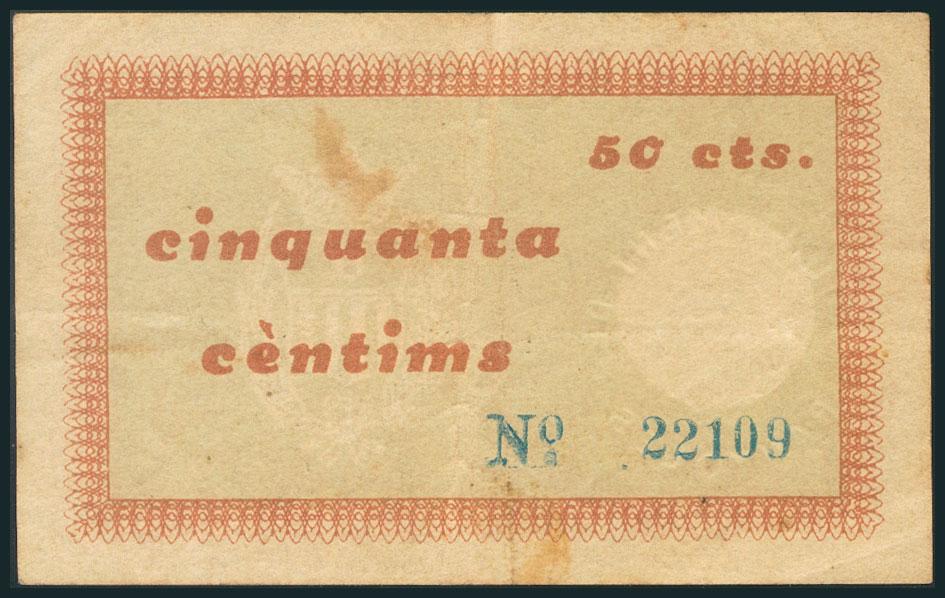 50 cts.
cinquanta
cèntims
Nº 22109